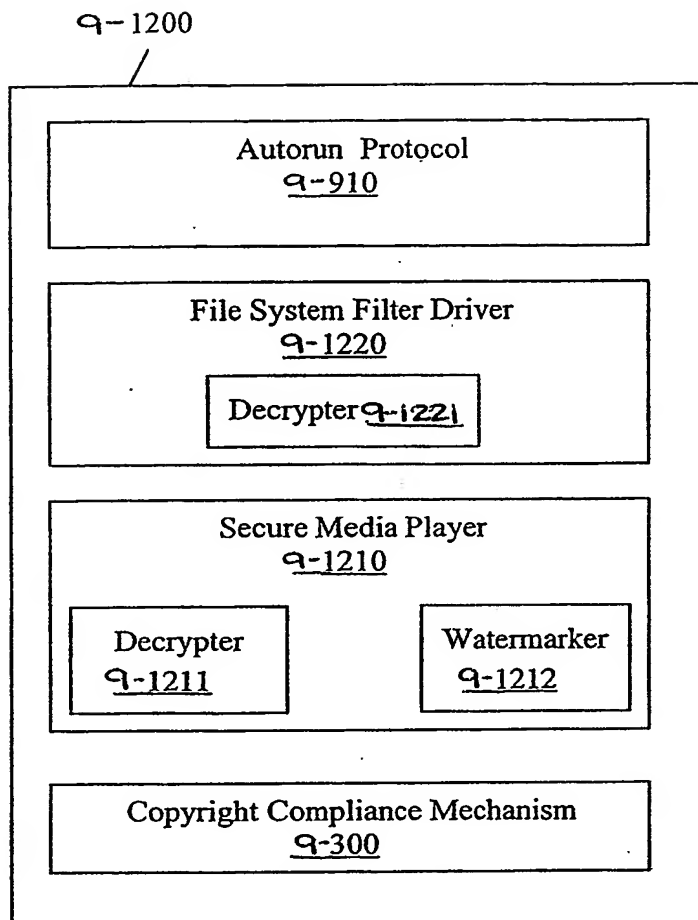 9-1200
Autorun Protocol
9-910
File System Filter Driver
9-1220
Decrypter 9-1221
Secure Media Player
9-1210
Decrypter
9-1211
Watermarker
9-1212
Copyright Compliance Mechanism
9-300